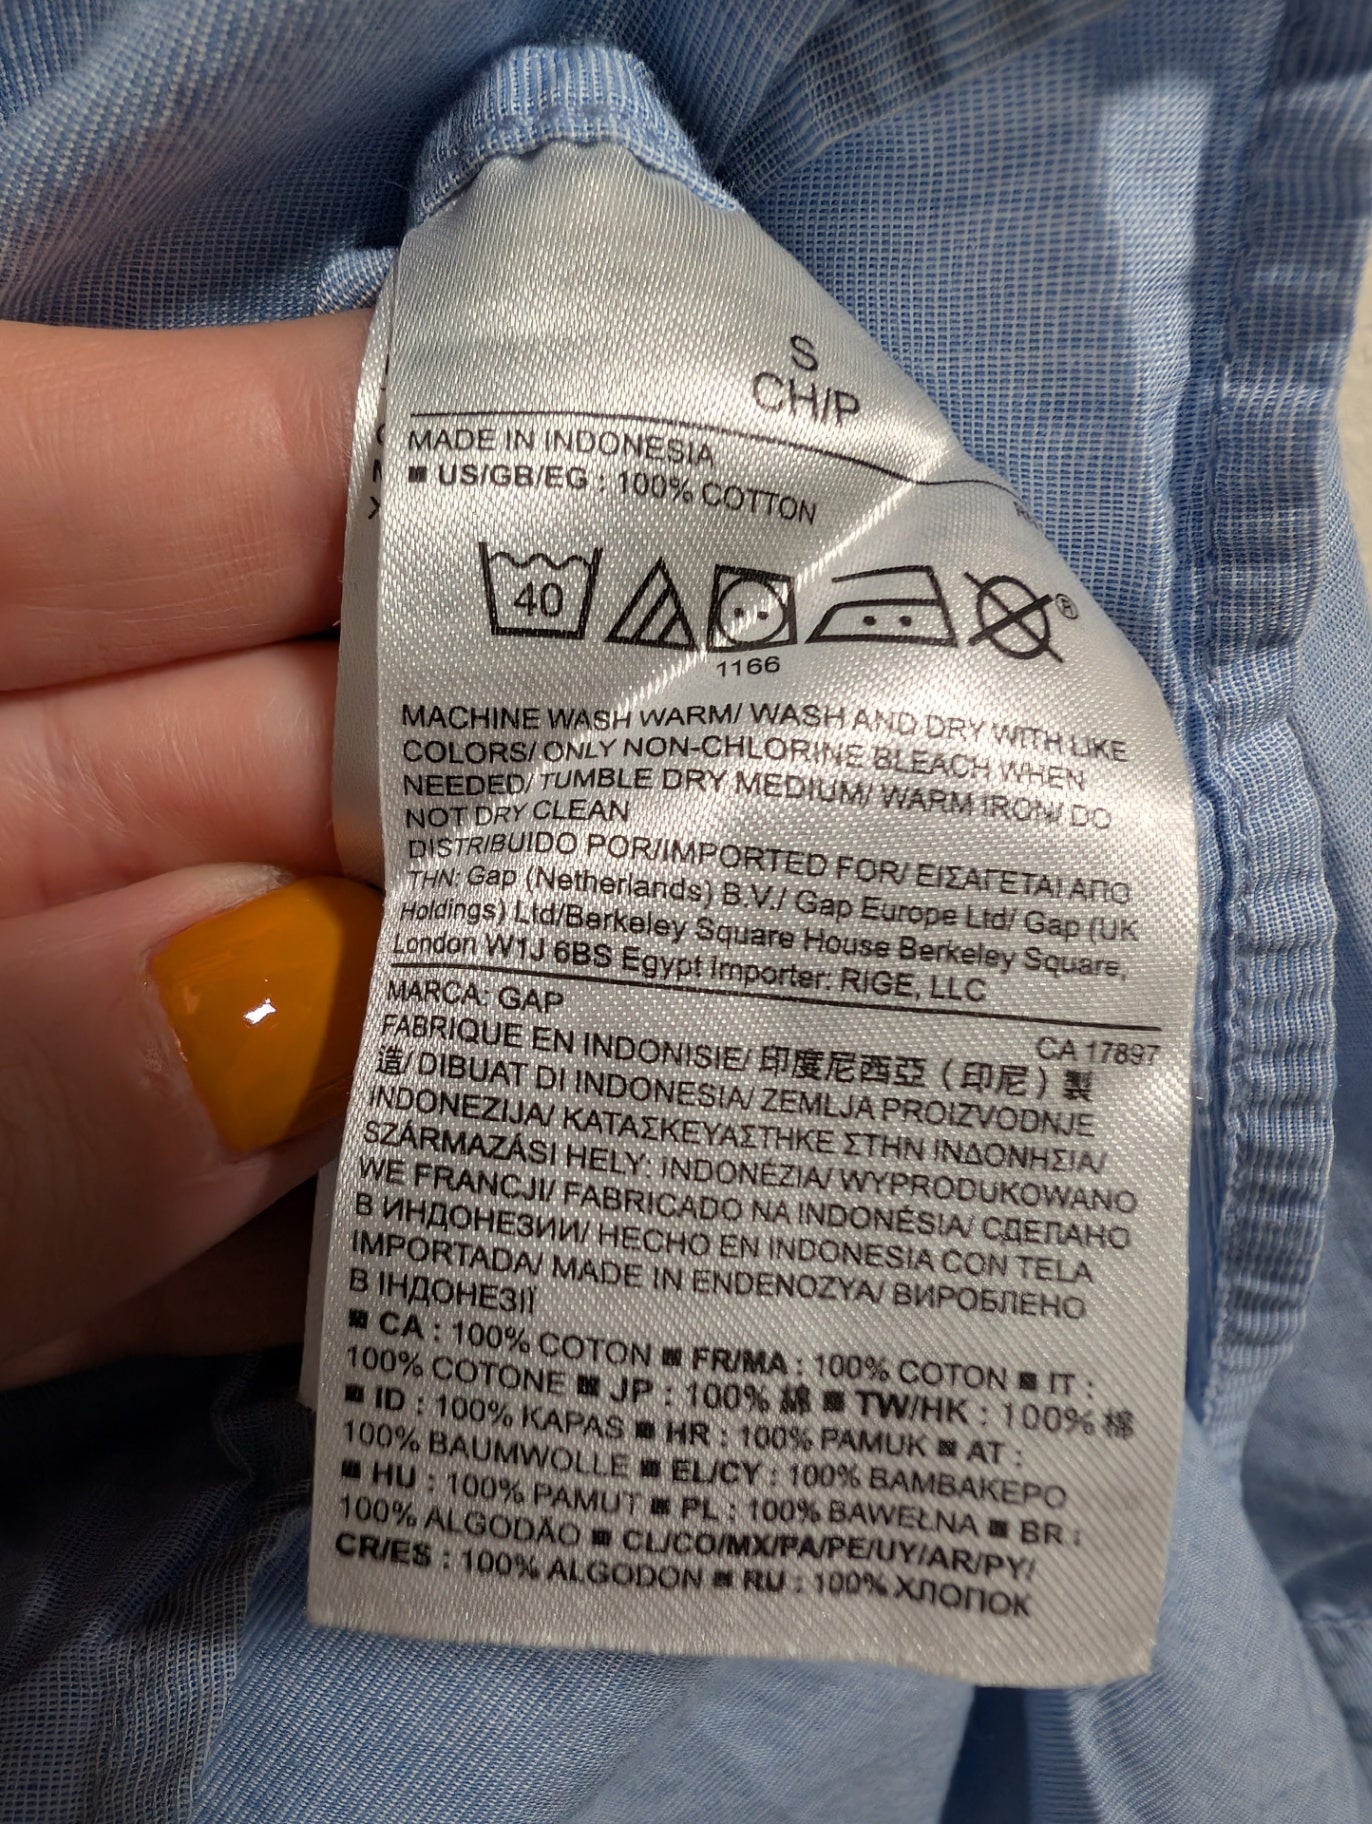 S
CH/P
MADE IN INDONESIA
■ US/GB/EG : 100% COTTON
40
®
1166
MACHINE WASH WARM/ WASH AND DRY WITH LIKE
COLORS/ ONLY NON-CHLORINE BLEACH WHEN
NEEDED/ TUMBLE DRY MEDIUM/ WARM IRON/ DO
NOT DRY CLEAN
DISTRIBUIDO POR/IMPORTED FOR/ ΕΙΣΑΓΕΤΑΙ ΑΠΟ
THN: Gap (Netherlands) B.V./ Gap Europe Ltd/ Gap (UK
Holdings) Ltd/Berkeley Square House Berkeley Square,
London W1J 6BS Egypt Importer: RIGE, LLC
MARCA: GAP
CA 17897
FABRIQUE EN INDONISIE/ 印度尼西亞 (印尼) 製
造/ DIBUAT DI INDONESIA/ ZEMLJA PROIZVODNJE
INDONEZIJA/ ΚΑΤΑΣΚΕΥΑΣΤΗΚΕ ΣΤΗΝ ΙΝΔΟΝΗΣΙΑ/
SZÁRMAZÁSI HELY: INDONÉZIA/ WYPRODUKOWANO
WE FRANCJI/ FABRICADO NA INDONÉSIA/ СДЕЛАНО
В ИНДОНЕЗИИ/ HECHO EN INDONESIA CON TELA
IMPORTADA/ MADE IN ENDENOZYA/ ВИРОБЛЕНО
В ІНДОНЕЗІЇ
■ CA : 100% COTON ■ FR/MA : 100% COTON ■ IT :
100% COTONE ■ JP : 100% 綿 ■ TW/HK : 100% 棉
■ ID : 100% KAPAS ■ HR : 100% PAMUK ■ AT :
100% BAUMWOLLE ■ EL/CY : 100% ΒΑΜΒΑΚΕΡΟ
■ HU : 100% PAMUT ■ PL : 100% BAWEŁNA ■ BR :
100% ALGODÃO ■ CL/CO/MX/PA/PE/UY/AR/PY/
CR/ES : 100% ALGODON ■ RU : 100% ХЛОПОК